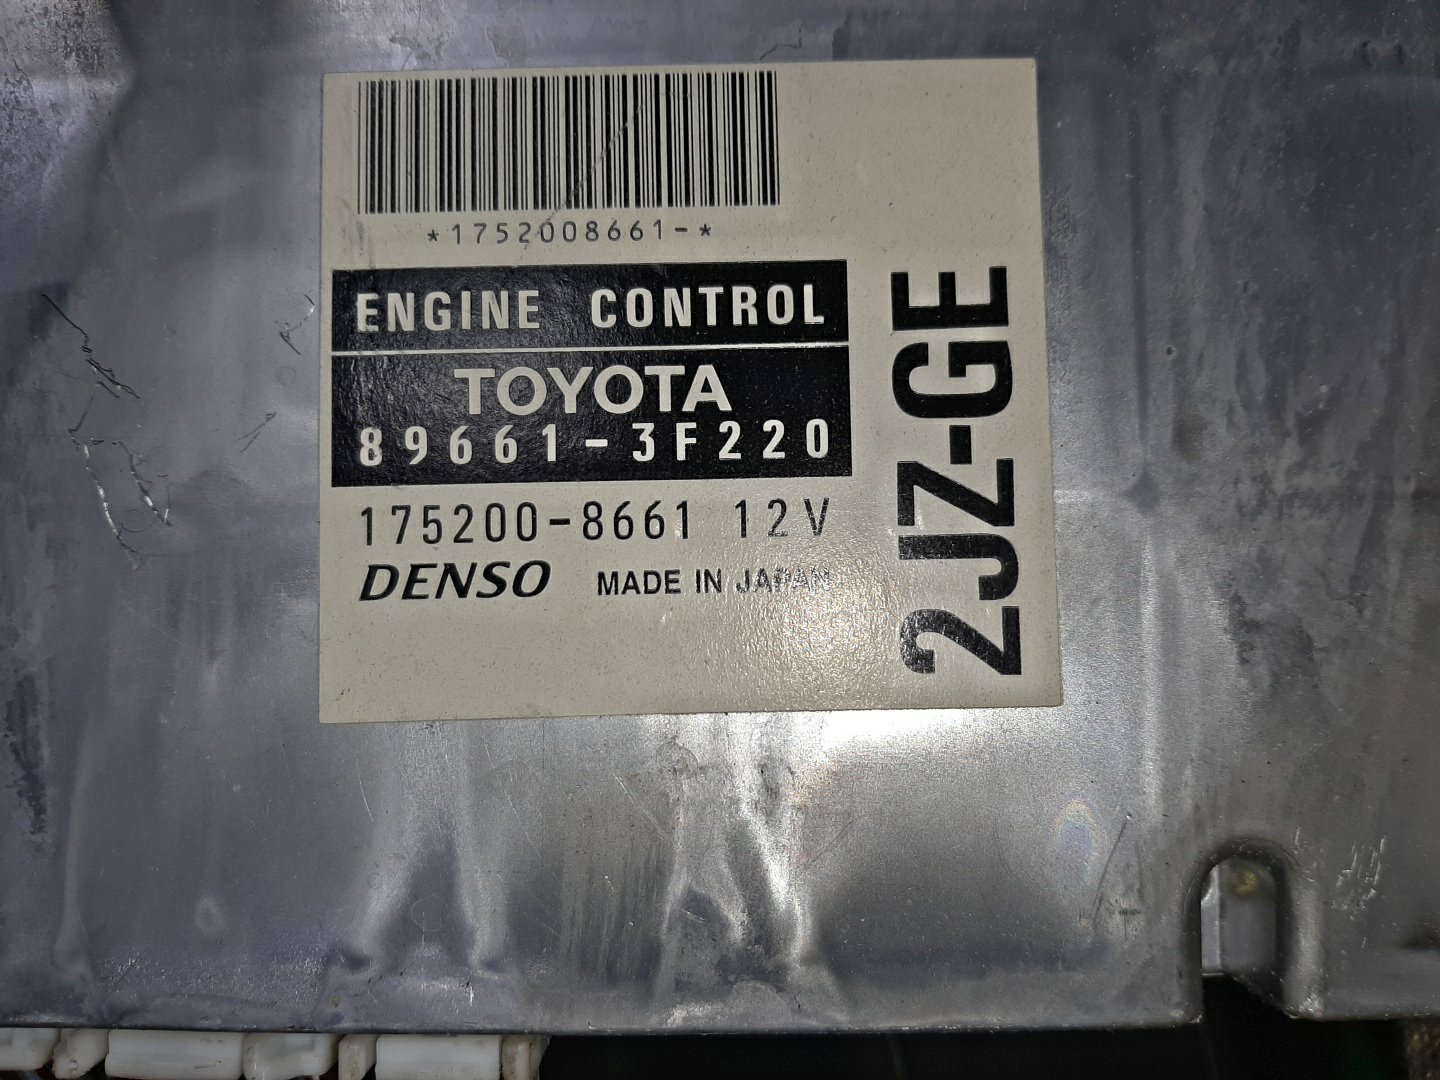 *1752008661-*
ENGINE CONTROL
TOYOTA
89661-3F220
175200-8661 12V
DENSO MADE IN JAPAN
2JZ-GE